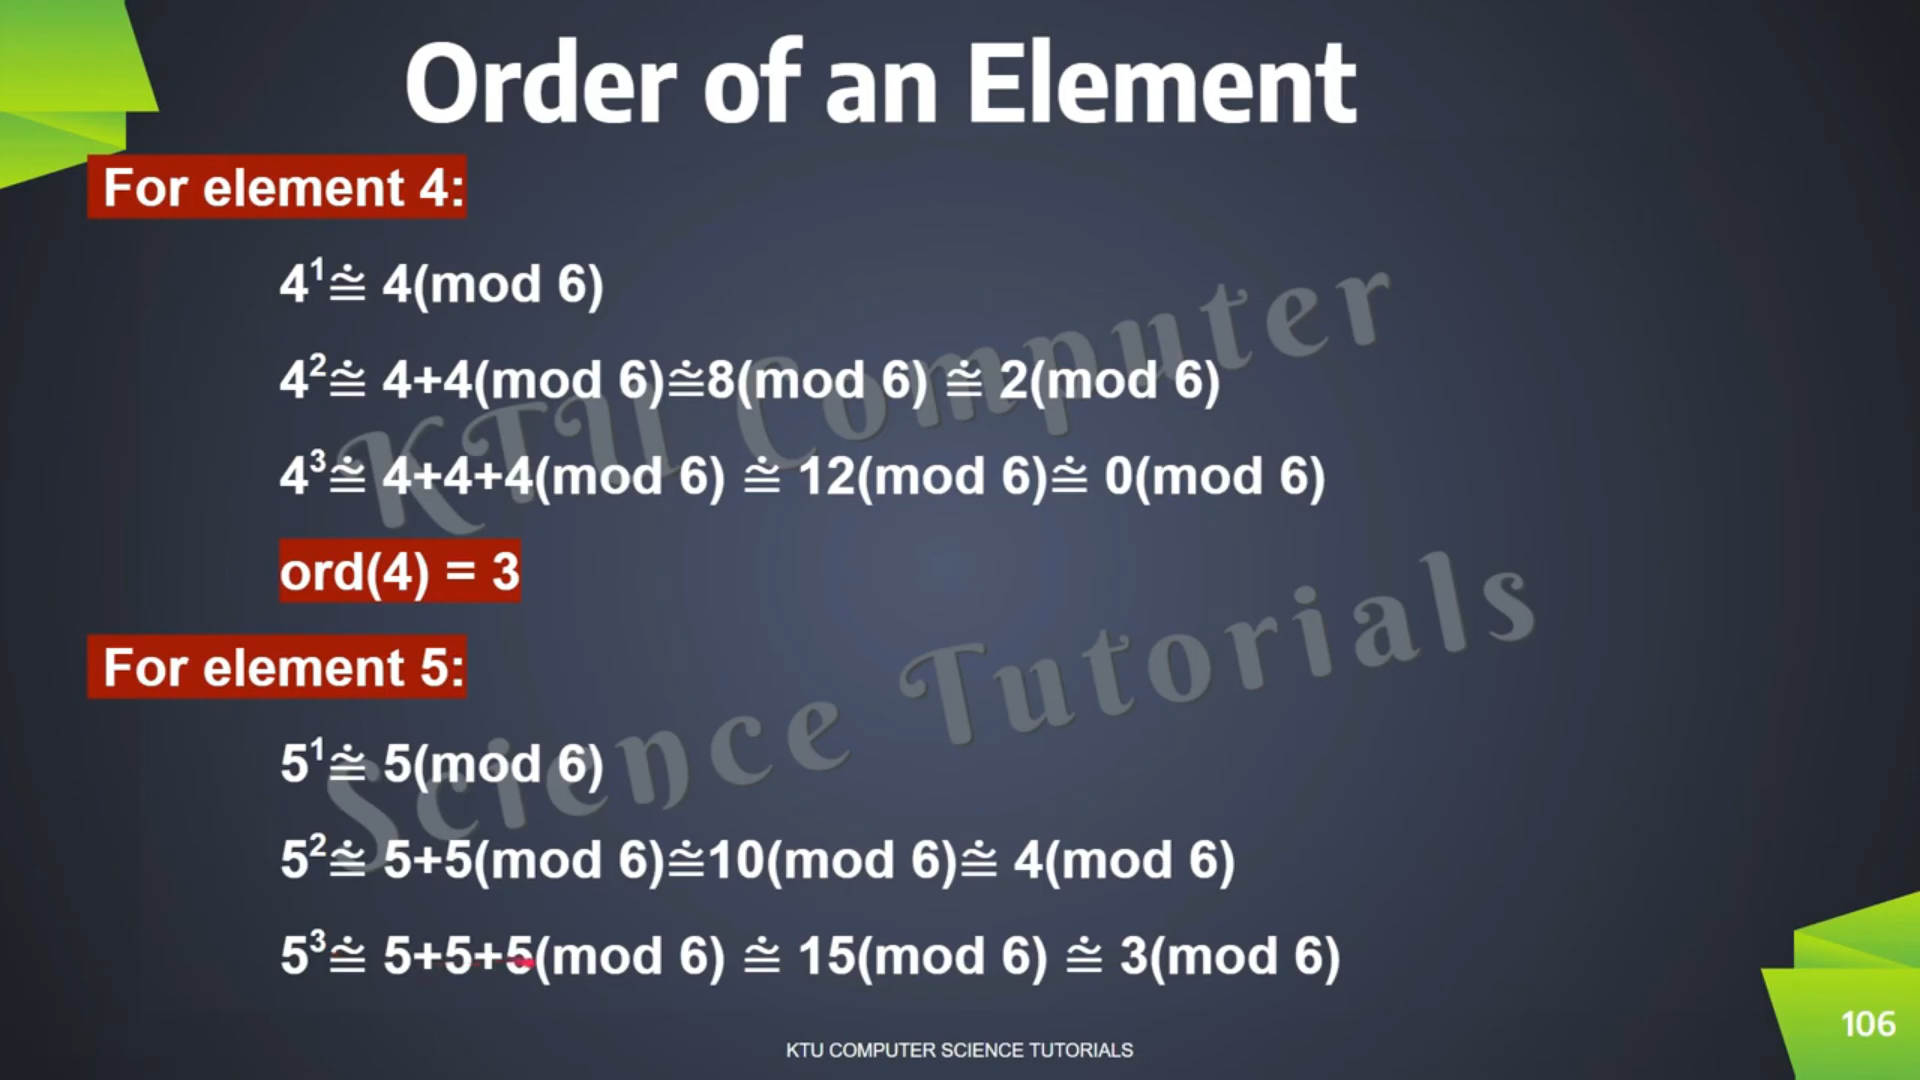 Order of an Element
For element 4:
4¹≅̇ 4(mod 6)
4²≅̇ 4+4(mod 6)≅̇8(mod 6) ≅̇ 2(mod 6)
4³≅̇ 4+4+4(mod 6) ≅̇ 12(mod 6)≅̇ 0(mod 6)
ord(4) = 3
For element 5:
5¹≅̇ 5(mod 6)
5²≅̇ 5+5(mod 6)≅̇10(mod 6)≅̇ 4(mod 6)
5³≅̇ 5+5+5(mod 6) ≅̇ 15(mod 6) ≅̇ 3(mod 6)
KTU Computer
Science Tutorials
KTU COMPUTER SCIENCE TUTORIALS
106